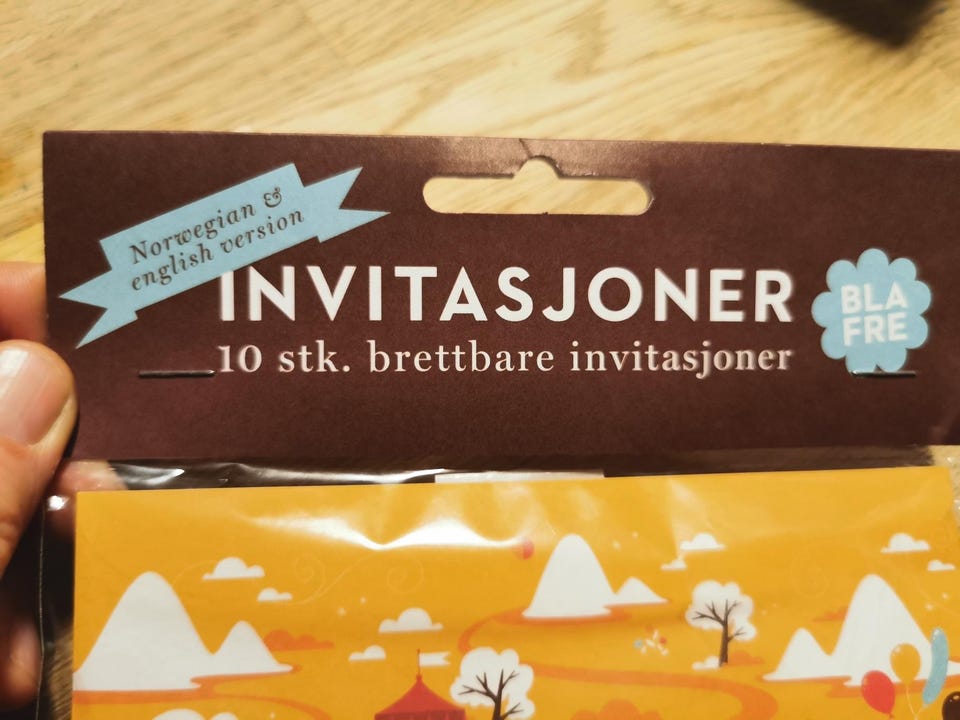 Norwegian &
english version
INVITASJONER
10 stk. brettbare invitasjoner
BLA
FRE